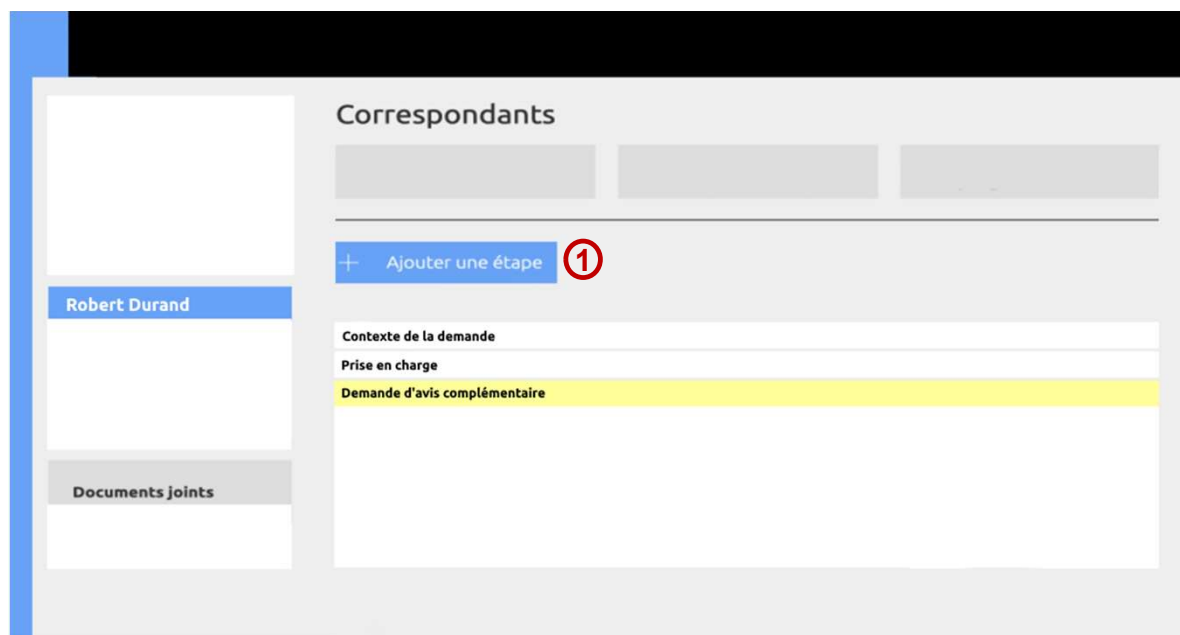 Correspondants
+ Ajouter une étape
1
Robert Durand
Contexte de la demande
Prise en charge
Demande d'avis complémentaire
Documents joints